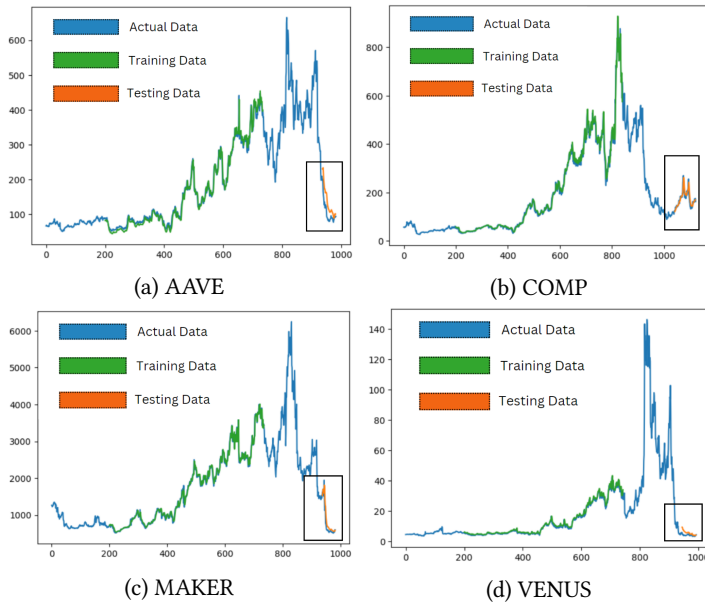 600
500
400
300
200
100
0 200 400 600 800 1000
Actual Data
Training Data
Testing Data
(a) AAVE
800
600
400
200
0
0 200 400 600 800 1000
Actual Data
Training Data
Testing Data
(b) COMP
6000
5000
4000
3000
2000
1000
0 200 400 600 800 1000
Actual Data
Training Data
Testing Data
(c) MAKER
140
120
100
80
60
40
20
0
0 200 400 600 800 1000
Actual Data
Training Data
Testing Data
(d) VENUS